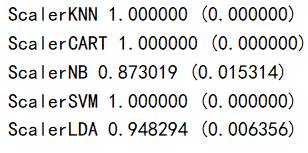 ScalerKNN 1.000000 (0.000000)
ScalerCART 1.000000 (0.000000)
ScalerNB 0.873019 (0.015314)
ScalerSVM 1.000000 (0.000000)
ScalerLDA 0.948294 (0.006356)